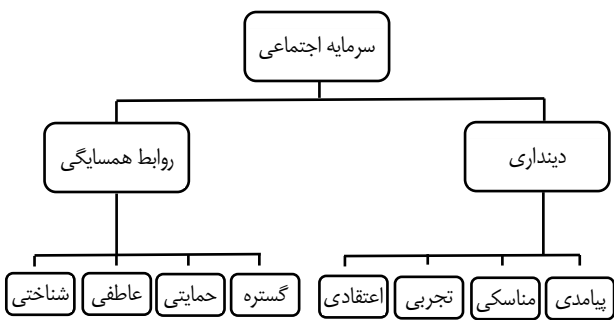 سرمایه اجتماعی
دینداری
روابط همسایگی
پیامدی
مناسکی
تجربی
اعتقادی
گستره
حمایتی
عاطفی
شناختی